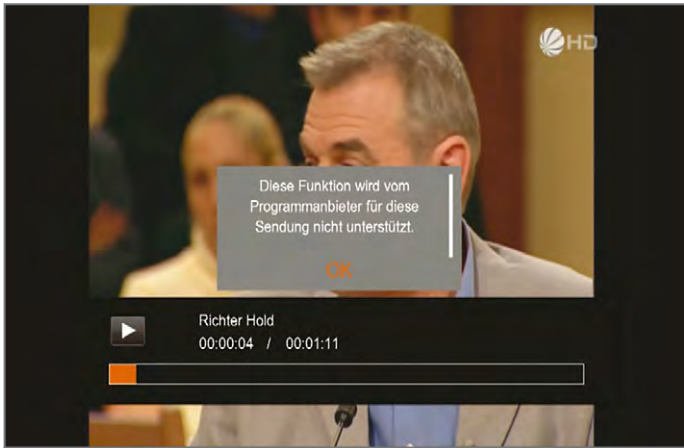 HD
Diese Funktion wird vom
Programmanbieter für diese
Sendung nicht unterstützt.
OK
Richter Hold
00:00:04 / 00:01:11